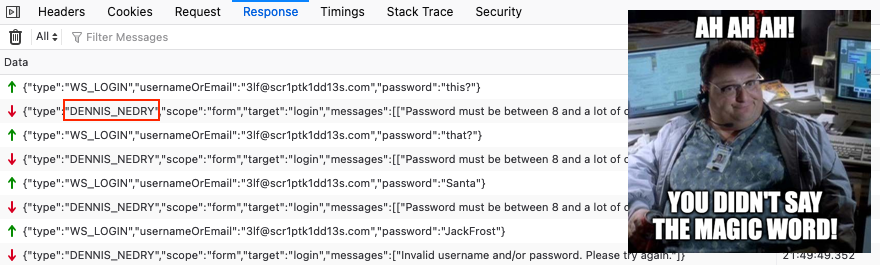 Headers Cookies Request Response Timings Stack Trace Security
All Filter Messages
Data
{"type":"WS_LOGIN","usernameOrEmail":"3lf@scr1ptk1dd13s.com","password":"this?"}
{"type":"DENNIS_NEDRY","scope":"form","target":"login","messages":[["Password must be between 8 and a lot of
{"type":"WS_LOGIN","usernameOrEmail":"3lf@scr1ptk1dd13s.com","password":"that?"}
{"type":"DENNIS_NEDRY","scope":"form","target":"login","messages":[["Password must be between 8 and a lot of
{"type":"WS_LOGIN","usernameOrEmail":"3lf@scr1ptk1dd13s.com","password":"Santa"}
{"type":"DENNIS_NEDRY","scope":"form","target":"login","messages":[["Password must be between 8 and a lot of
{"type":"WS_LOGIN","usernameOrEmail":"3lf@scr1ptk1dd13s.com","password":"JackFrost"}
{"type":"DENNIS_NEDRY","scope":"form","target":"login","messages":["Invalid username and/or password. Please try again."]}
21:49:49.352
AH AH AH!
YOU DIDN'T SAY
THE MAGIC WORD!